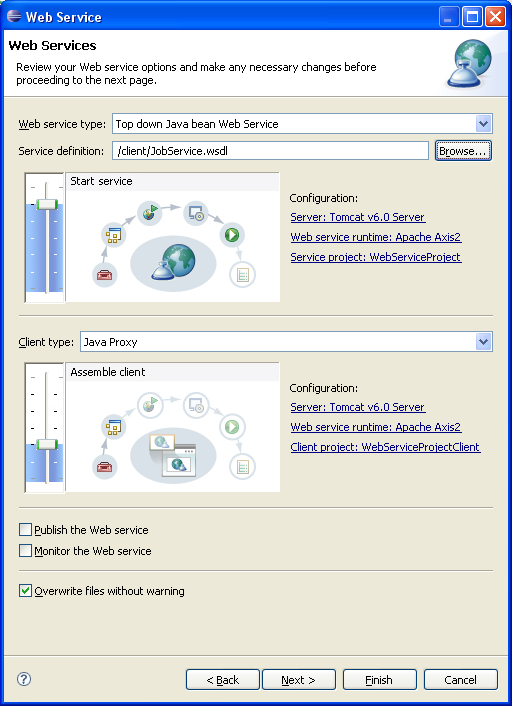 Web Service
Web Services
Review your Web service options and make any necessary changes before
proceeding to the next page.
Web service type: Top down Java bean Web Service
Service definition: /client/JobService.wsdl Browse...
Start service
Configuration:
Server: Tomcat v6.0 Server
Web service runtime: Apache Axis2
Service project: WebServiceProject
Client type: Java Proxy
Assemble client
Configuration:
Server: Tomcat v6.0 Server
Web service runtime: Apache Axis2
Client project: WebServiceProjectClient
Publish the Web service
Monitor the Web service
Overwrite files without warning
? < Back Next > Finish Cancel